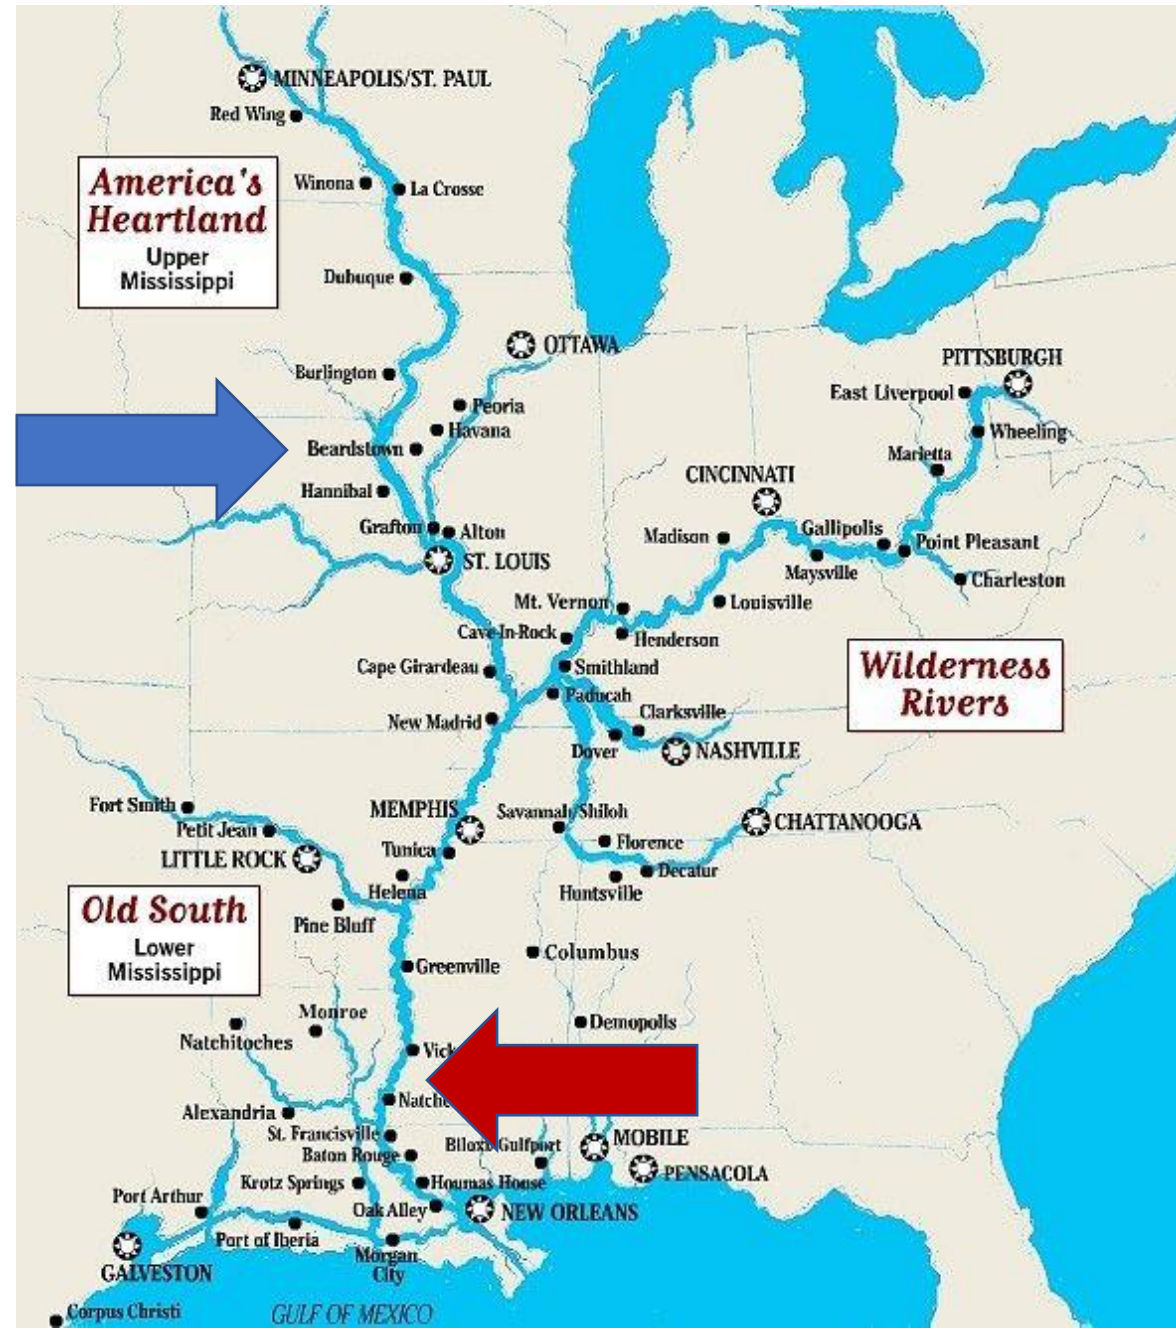 MINNEAPOLIS/ST. PAUL
Red Wing
America's
Heartland
Upper
Mississippi
Winona
La Crosse
Dubuque
OTTAWA
Burlington
Peoria
Havana
Beardstown
Hannibal
Grafton
Alton
ST. LOUIS
PITTSBURGH
East Liverpool
Wheeling
Marietta
CINCINNATI
Madison
Gallipolis
Point Pleasant
Maysville
Charleston
Mt. Vernon
Louisville
Cave-In-Rock
Henderson
Cape Girardeau
Smithland
Wilderness
Rivers
Paducah
New Madrid
Clarksville
Dover
NASHVILLE
Fort Smith
MEMPHIS
Savannah/Shiloh
CHATTANOOGA
Petit Jean
Florence
LITTLE ROCK
Tunica
Decatur
Helena
Huntsville
Old South
Lower
Mississippi
Pine Bluff
Columbus
Greenville
Monroe
Demopolis
Natchitoches
Alexandria
St. Francisville
Baton Rouge
Biloxi/Gulfport
MOBILE
PENSACOLA
Krotz Springs
Houmas House
Port Arthur
Oak Alley
NEW ORLEANS
Port of Iberia
Morgan
City
GALVESTON
Corpus Christi
GULF OF MEXICO